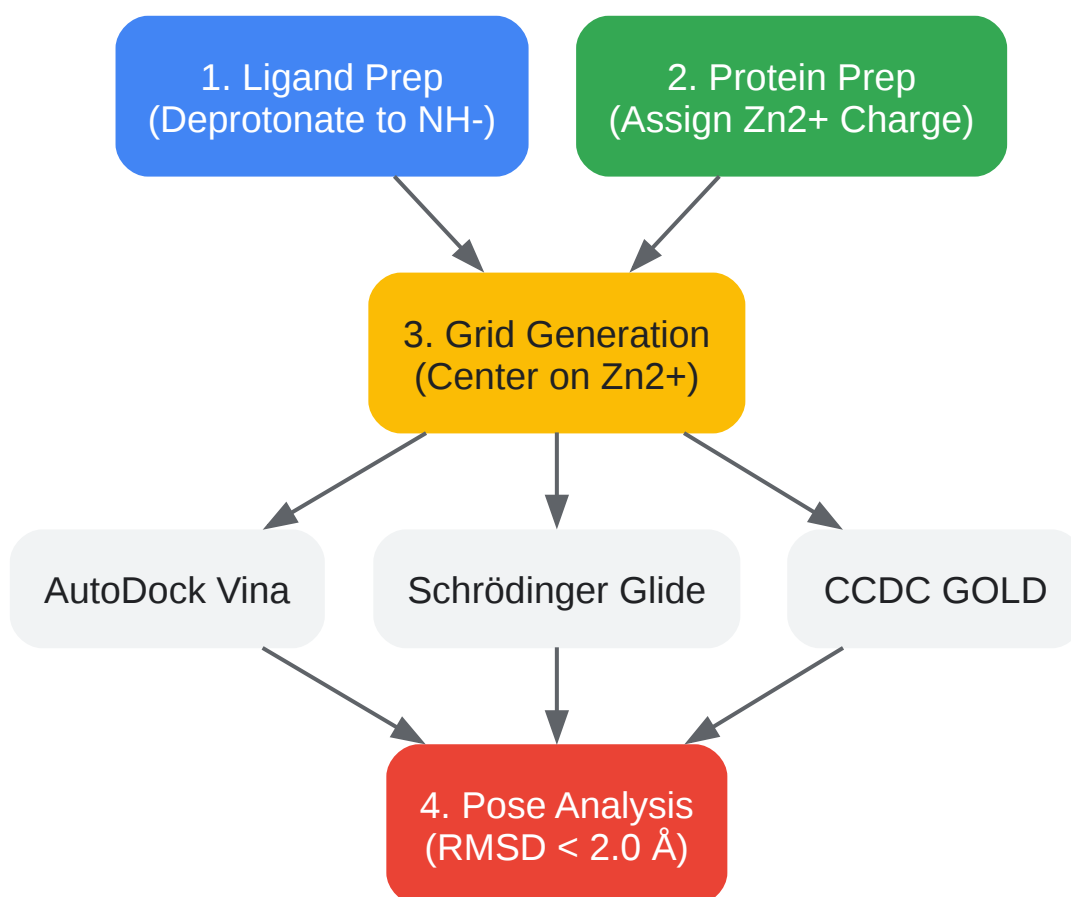 1. Ligand Prep
(Deprotonate to NH-)
2. Protein Prep
(Assign Zn2+ Charge)
3. Grid Generation
(Center on Zn2+)
AutoDock Vina
Schrödinger Glide
CCDC GOLD
4. Pose Analysis
(RMSD < 2.0 Å)